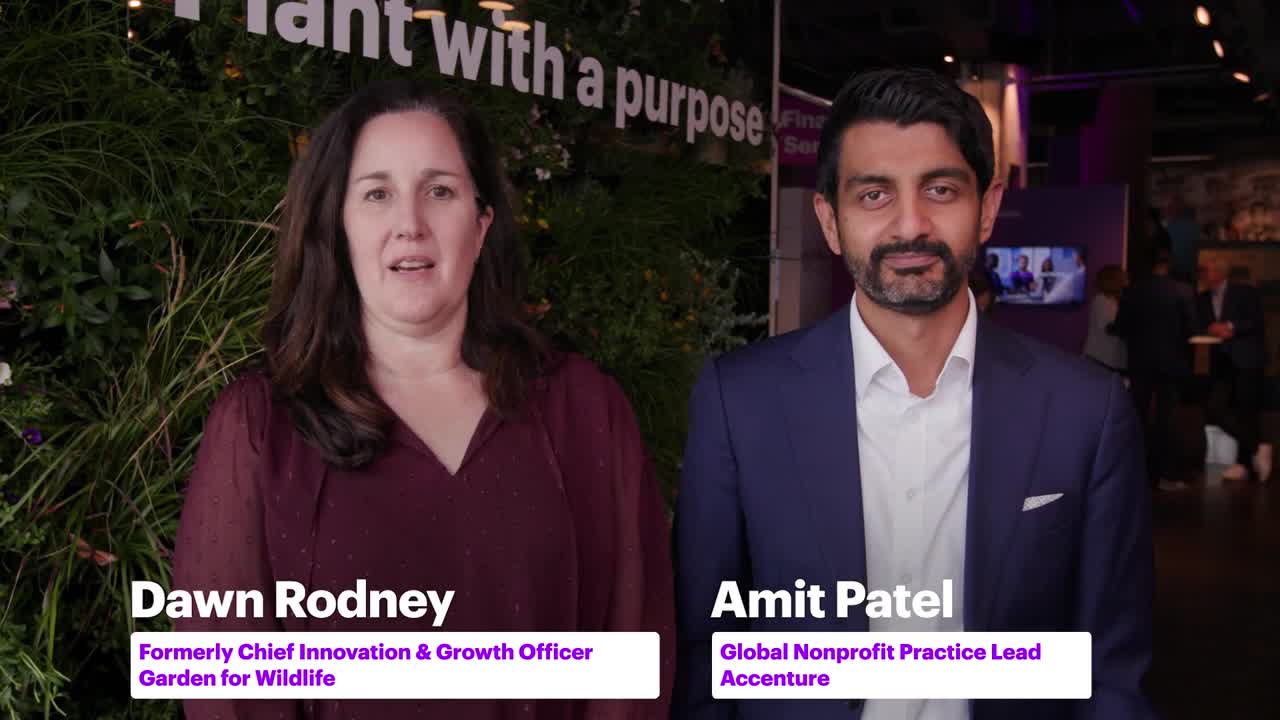 Plant with a purpose
Dawn Rodney
Formerly Chief Innovation & Growth Officer
Garden for Wildlife
Amit Patel
Global Nonprofit Practice Lead
Accenture